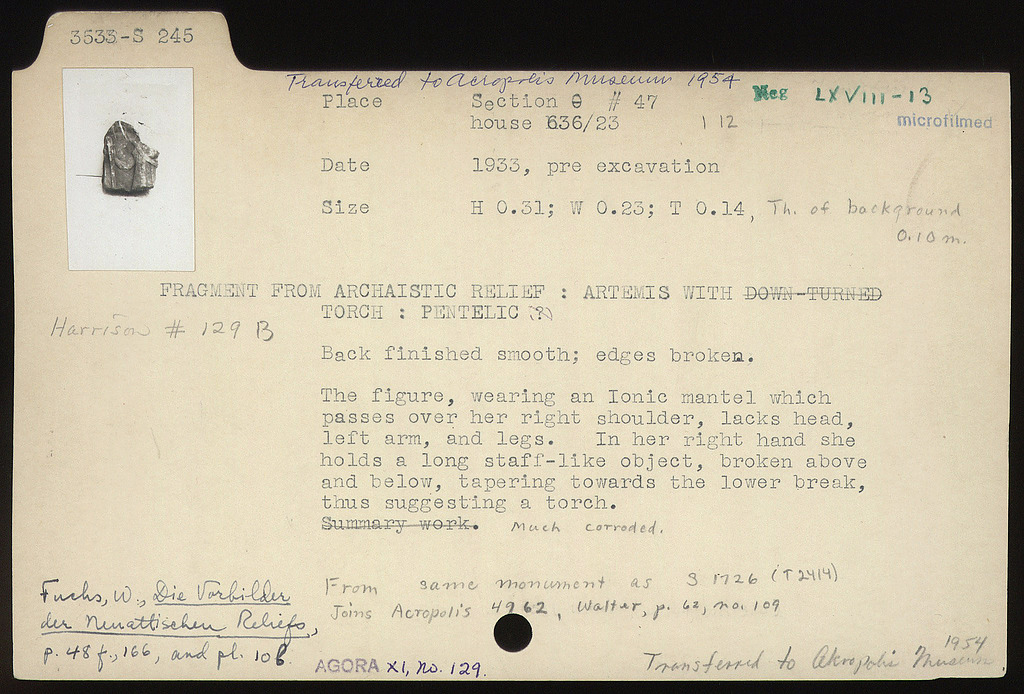 3533-S 245
Transferred to Acropolis Museum 1954
Place Section Θ # 47
Neg LXVIII-13
house 636/23 112
microfilmed
Date 1933, pre excavation
Size H 0.31; W 0.23; T 0.14, Th. of background
0.10 m.
FRAGMENT FROM ARCHAISTIC RELIEF : ARTEMIS WITH DOWN-TURNED
TORCH : PENTELIC (?)
Harrison # 129 B
Back finished smooth; edges broken.
The figure, wearing an Ionic mantel which
passes over her right shoulder, lacks head,
left arm, and legs. In her right hand she
holds a long staff-like object, broken above
and below, tapering towards the lower break,
thus suggesting a torch.
Summary work. Much corroded.
From same monument as S 1726 (T 2414)
Joins Acropolis 4962, Walter, p. 62, no. 109
Fuchs, W., Die Vorbilder
der Neuattischen Reliefs,
p. 48 f., 166, and pl. 10b.
AGORA XI, no. 129.
Transferred to Akropolis Museum 1954